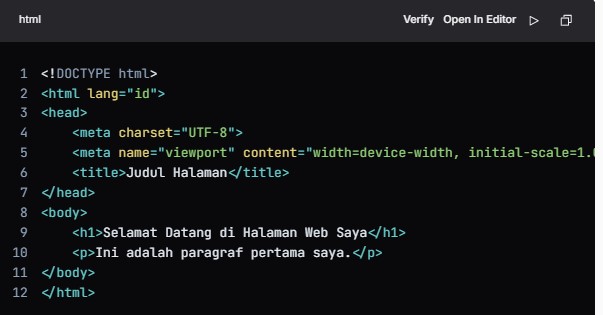 html
Verify Open In Editor
1 <!DOCTYPE html>
2 <html lang="id">
3 <head>
4 <meta charset="UTF-8">
5 <meta name="viewport" content="width=device-width, initial-scale=1.
6 <title>Judul Halaman</title>
7 </head>
8 <body>
9 <h1>Selamat Datang di Halaman Web Saya</h1>
10 <p>Ini adalah paragraf pertama saya.</p>
11 </body>
12 </html>